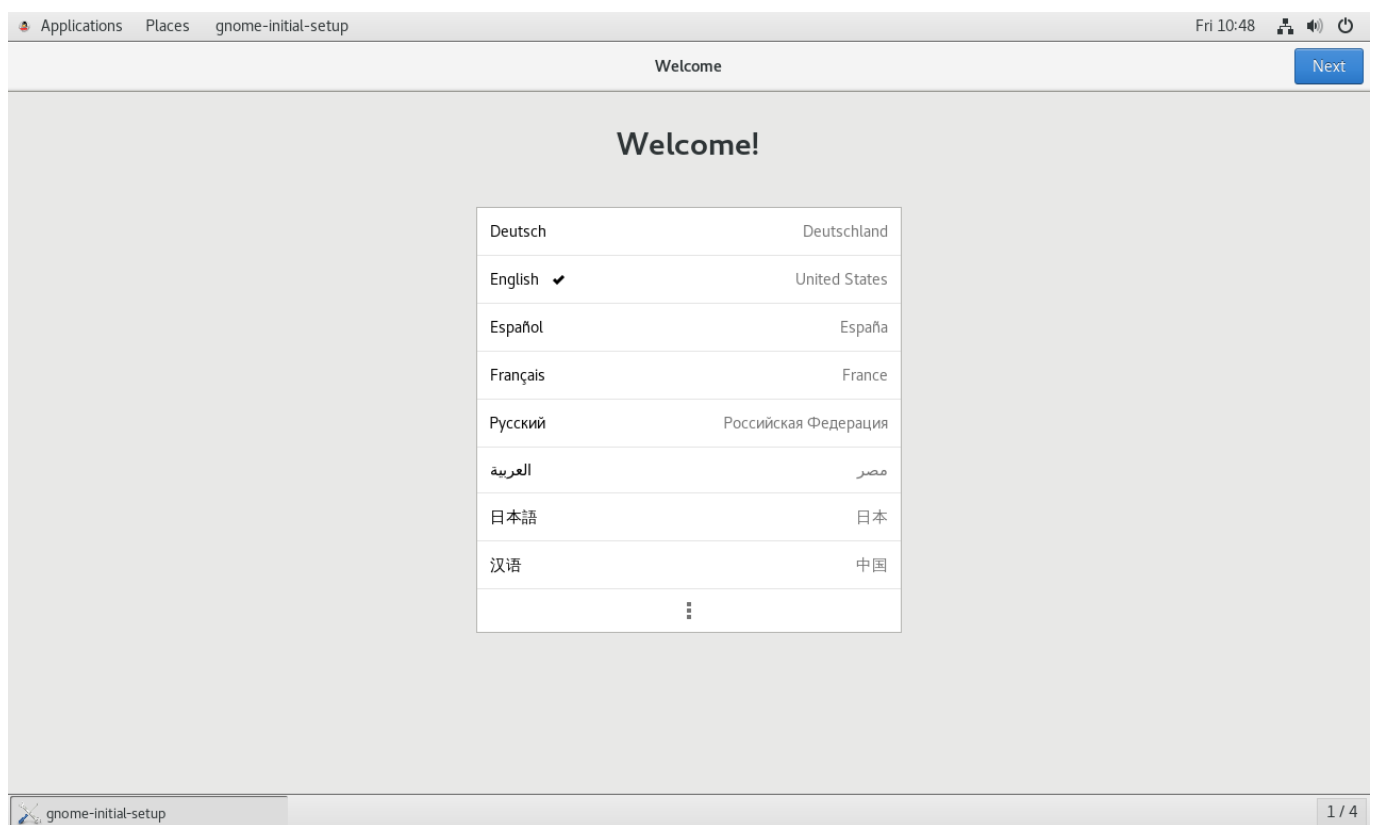 Applications Places gnome-initial-setup Fri 10:48
Welcome Next
Welcome!
Deutsch Deutschland
English ✔ United States
Español España
Français France
Русский Российская Федерация
العربية مصر
日本語 日本
汉语 中国
gnome-initial-setup 1 / 4